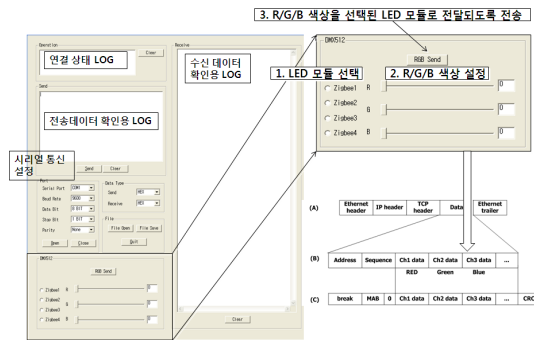 3. R/G/B 색상을 선택된 LED 모듈로 전달되도록 전송
Operation
Clear
연결 상태 LOG
Receive
수신 데이터
확인용 LOG
DMX512
RGB Send
1. LED 모듈 선택
2. R/G/B 색상 설정
Zigbee1 R 0
Zigbee2
G 0
Zigbee3
Zigbee4 B 0
Send
전송데이터 확인용 LOG
시리얼 통신
설정
Send Clear
Port
Serial Port COM1
Baud Rate 9600
Data Bit 8 BIT
Stop Bit 1 BIT
Parity None
Open Close
Data Type
Send HEX
Receive HEX
File
File Open File Save
Quit
DMX512
RGB Send
Zigbee1 R 0
Zigbee2
G 0
Zigbee3
Zigbee4 B 0
Clear
(A) Ethernet header IP header TCP header Data Ethernet trailer
(B) Address Sequence Ch1 data Ch2 data Ch3 data ...
RED Green Blue
(C) break MAB 0 Ch1 data Ch2 data Ch3 data ... CRC